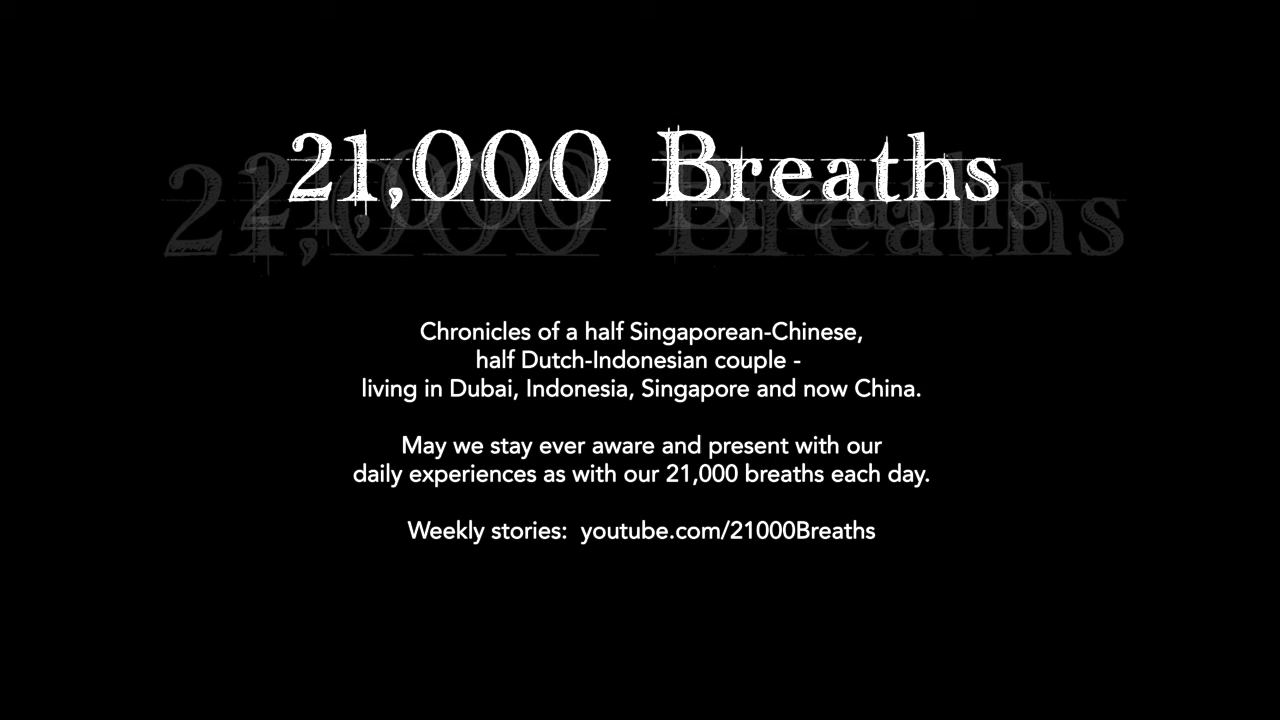 21,000 Breaths
Chronicles of a half Singaporean-Chinese,
half Dutch-Indonesian couple -
living in Dubai, Indonesia, Singapore and now China.
May we stay ever aware and present with our
daily experiences as with our 21,000 breaths each day.
Weekly stories:  youtube.com/21000Breaths